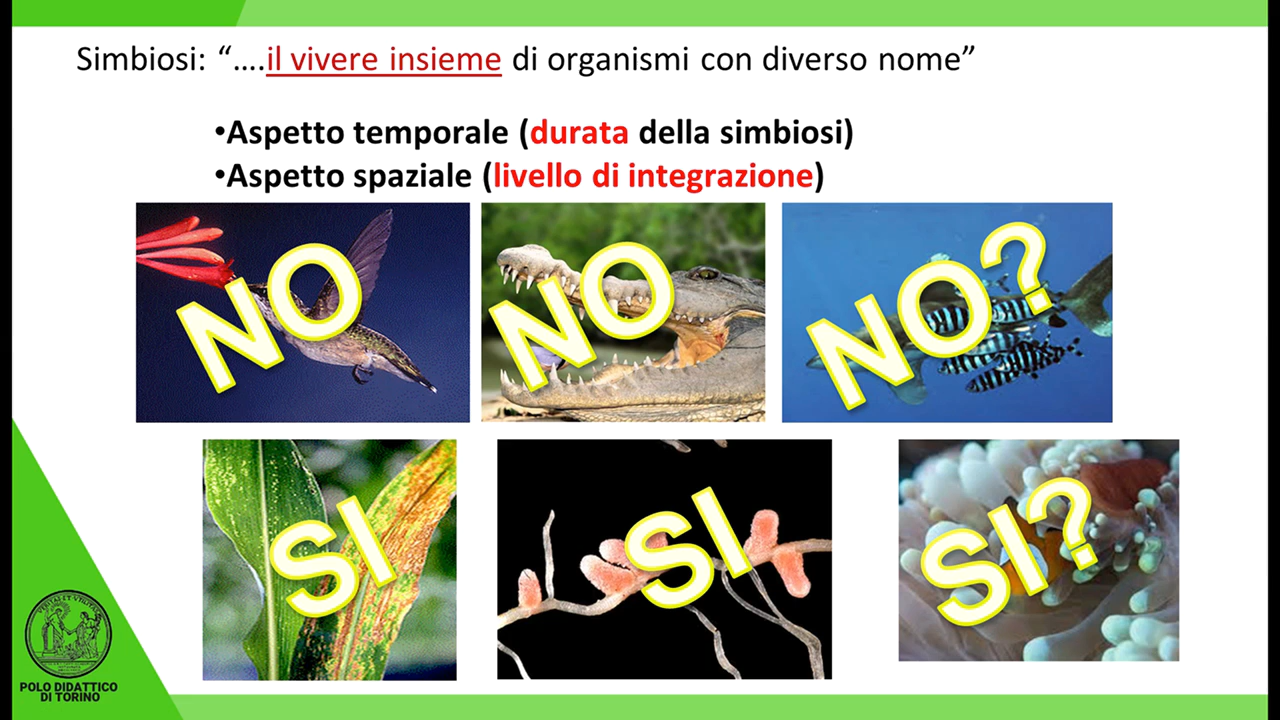 Simbiosi: “….il vivere insieme di organismi con diverso nome”
•Aspetto temporale (durata della simbiosi)
•Aspetto spaziale (livello di integrazione)
NO
NO
NO?
SI
SI
SI?
POLO DIDATTICO
DI TORINO